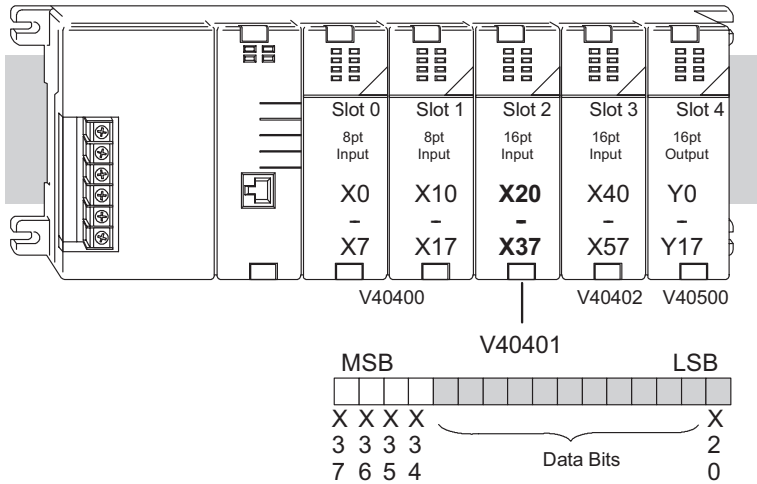 Slot 0 Slot 1 Slot 2 Slot 3 Slot 4
8pt 8pt 16pt 16pt 16pt
Input Input Input Input Output
X0 X10 X20 X40 Y0
- - - - -
X7 X17 X37 X57 Y17
V40400 V40402 V40500
V40401
MSB LSB
X X X X X
3 3 3 3 2
7 6 5 4 0
Data Bits